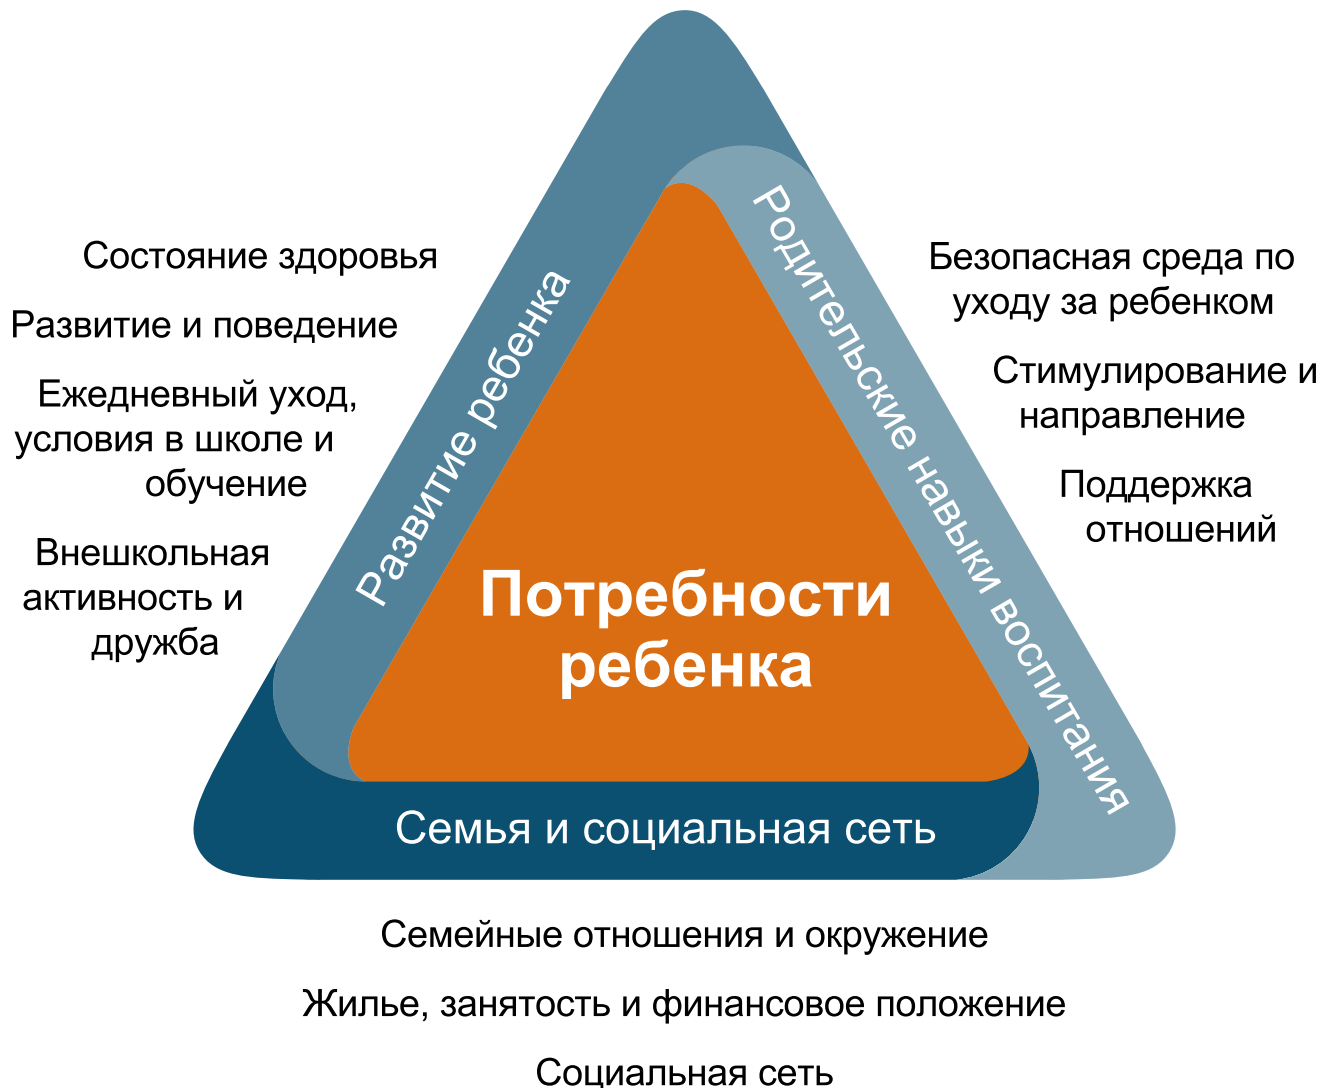 Состояние здоровья
Развитие и поведение
Ежедневный уход,
условия в школе и
обучение
Внешкольная
активность и
дружба
Развитие ребенка
Потребности
ребенка
Родительские навыки воспитания
Безопасная среда по
уходу за ребенком
Стимулирование и
направление
Поддержка
отношений
Семья и социальная сеть
Семейные отношения и окружение
Жилье, занятость и финансовое положение
Социальная сеть